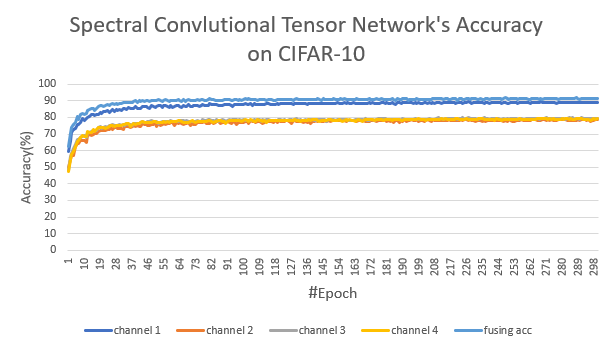 Spectral Convlutional Tensor Network's Accuracy
on CIFAR-10
100
90
80
70
60
50
40
30
20
10
0
Accuracy(%)
1 10 19 28 37 46 55 64 73 82 91 100 109 118 127 136 145 154 163 172 181 190 199 208 217 226 235 244 253 262 271 280 289 298
#Epoch
channel 1 channel 2 channel 3 channel 4 fusing acc